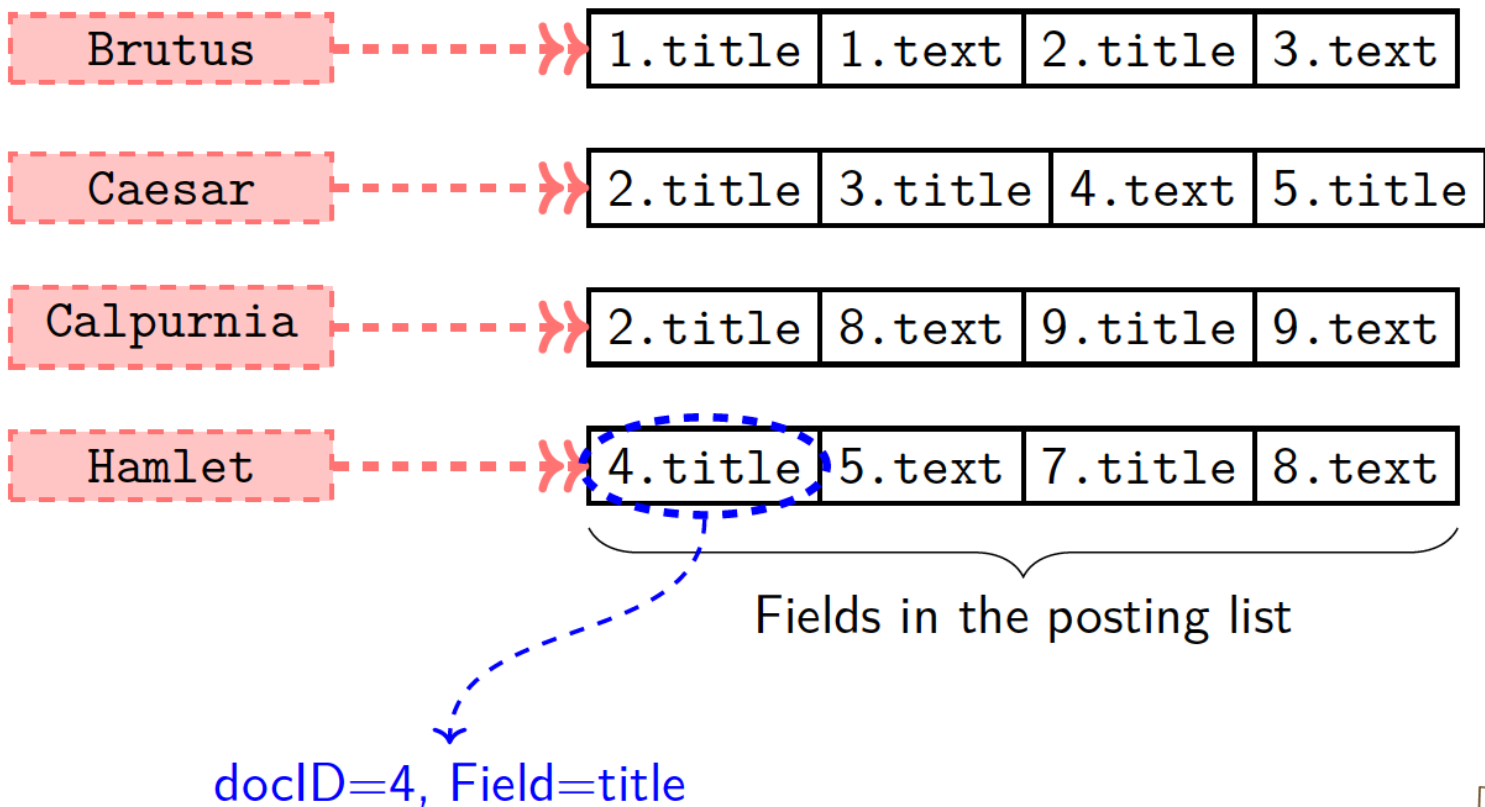 Brutus 1.title 1.text 2.title 3.text
Caesar 2.title 3.title 4.text 5.title
Calpurnia 2.title 8.text 9.title 9.text
Hamlet 4.title 5.text 7.title 8.text
Fields in the posting list
docID=4, Field=title